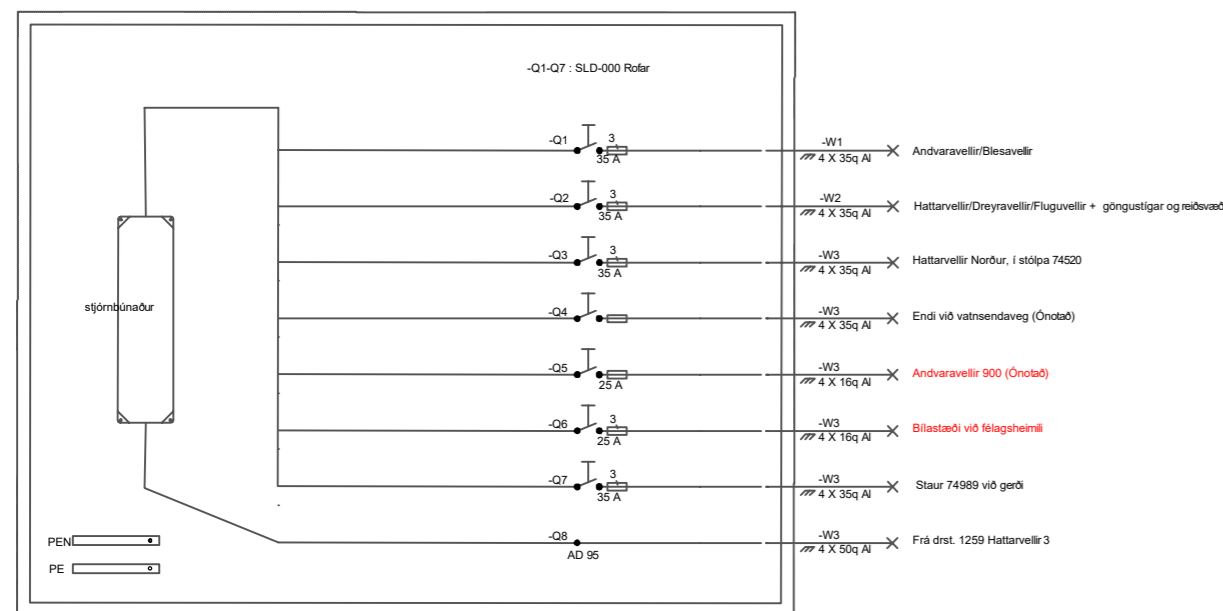 -Q1-Q7 : SLD-000 Rofar
-Q1 3 35 A -W1 4 X 35q Al Andvaravellir/Blesavellir
-Q2 3 35 A -W2 4 X 35q Al Hattarvellir/Dreyravellir/Fluguvellir + göngustígar og reiðsvæð
-Q3 3 35 A -W3 4 X 35q Al Hattarvellir Norður, í stólpa 74520
-Q4 -W3 4 X 35q Al Endi við vatnsendaveg (Ónotað)
stjórnbúnaður
-Q5 25 A -W3 4 X 16q Al Andvaravellir 900 (Ónotað)
-Q6 3 25 A -W3 4 X 16q Al Bílastæði við félagsheimili
-Q7 3 35 A -W3 4 X 35q Al Staur 74989 við gerði
-Q8 AD 95 -W3 4 X 50q Al Frá drst. 1259 Hattarvellir 3
PEN
PE